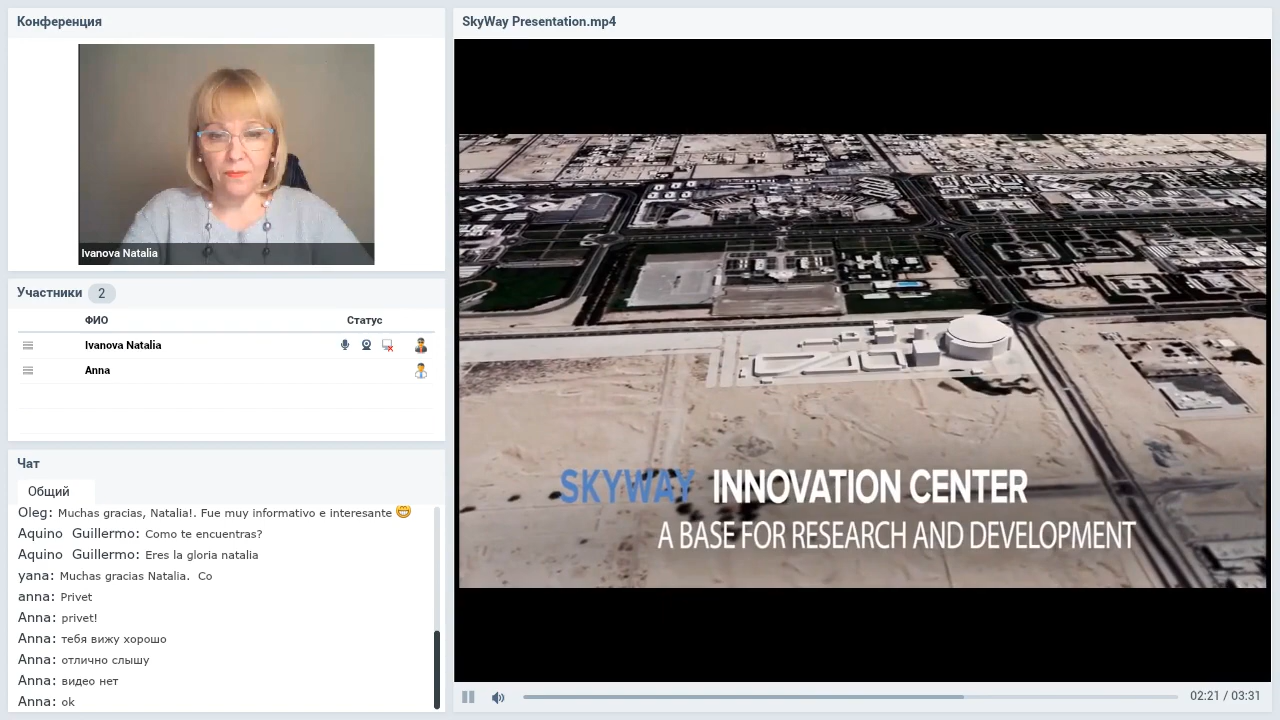 Конференция
Ivanova Natalia
Участники 2
ФИО Статус
Ivanova Natalia
Anna
Чат
Общий
Oleg: Muchas gracias, Natalia!. Fue muy informativo e interesante
Aquino Guillermo: Como te encuentras?
Aquino Guillermo: Eres la gloria natalia
yana: Muchas gracias Natalia. Co
anna: Privet
Anna: privet!
Anna: тебя вижу хорошо
Anna: отлично слышу
Anna: видео нет
Anna: ok
SkyWay Presentation.mp4
SKYWAY INNOVATION CENTER
A BASE FOR RESEARCH AND DEVELOPMENT
02:21 / 03:31